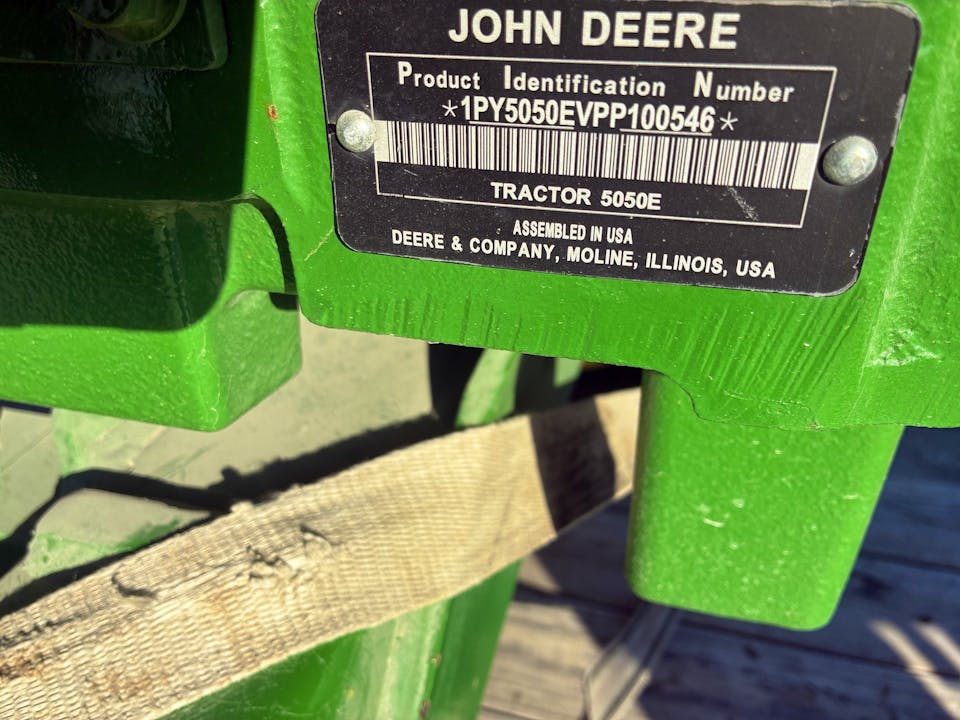 JOHN DEERE
Product Identification Number
*1PY5050EVPP100546*
TRACTOR 5050E
ASSEMBLED IN USA
DEERE & COMPANY, MOLINE, ILLINOIS, USA